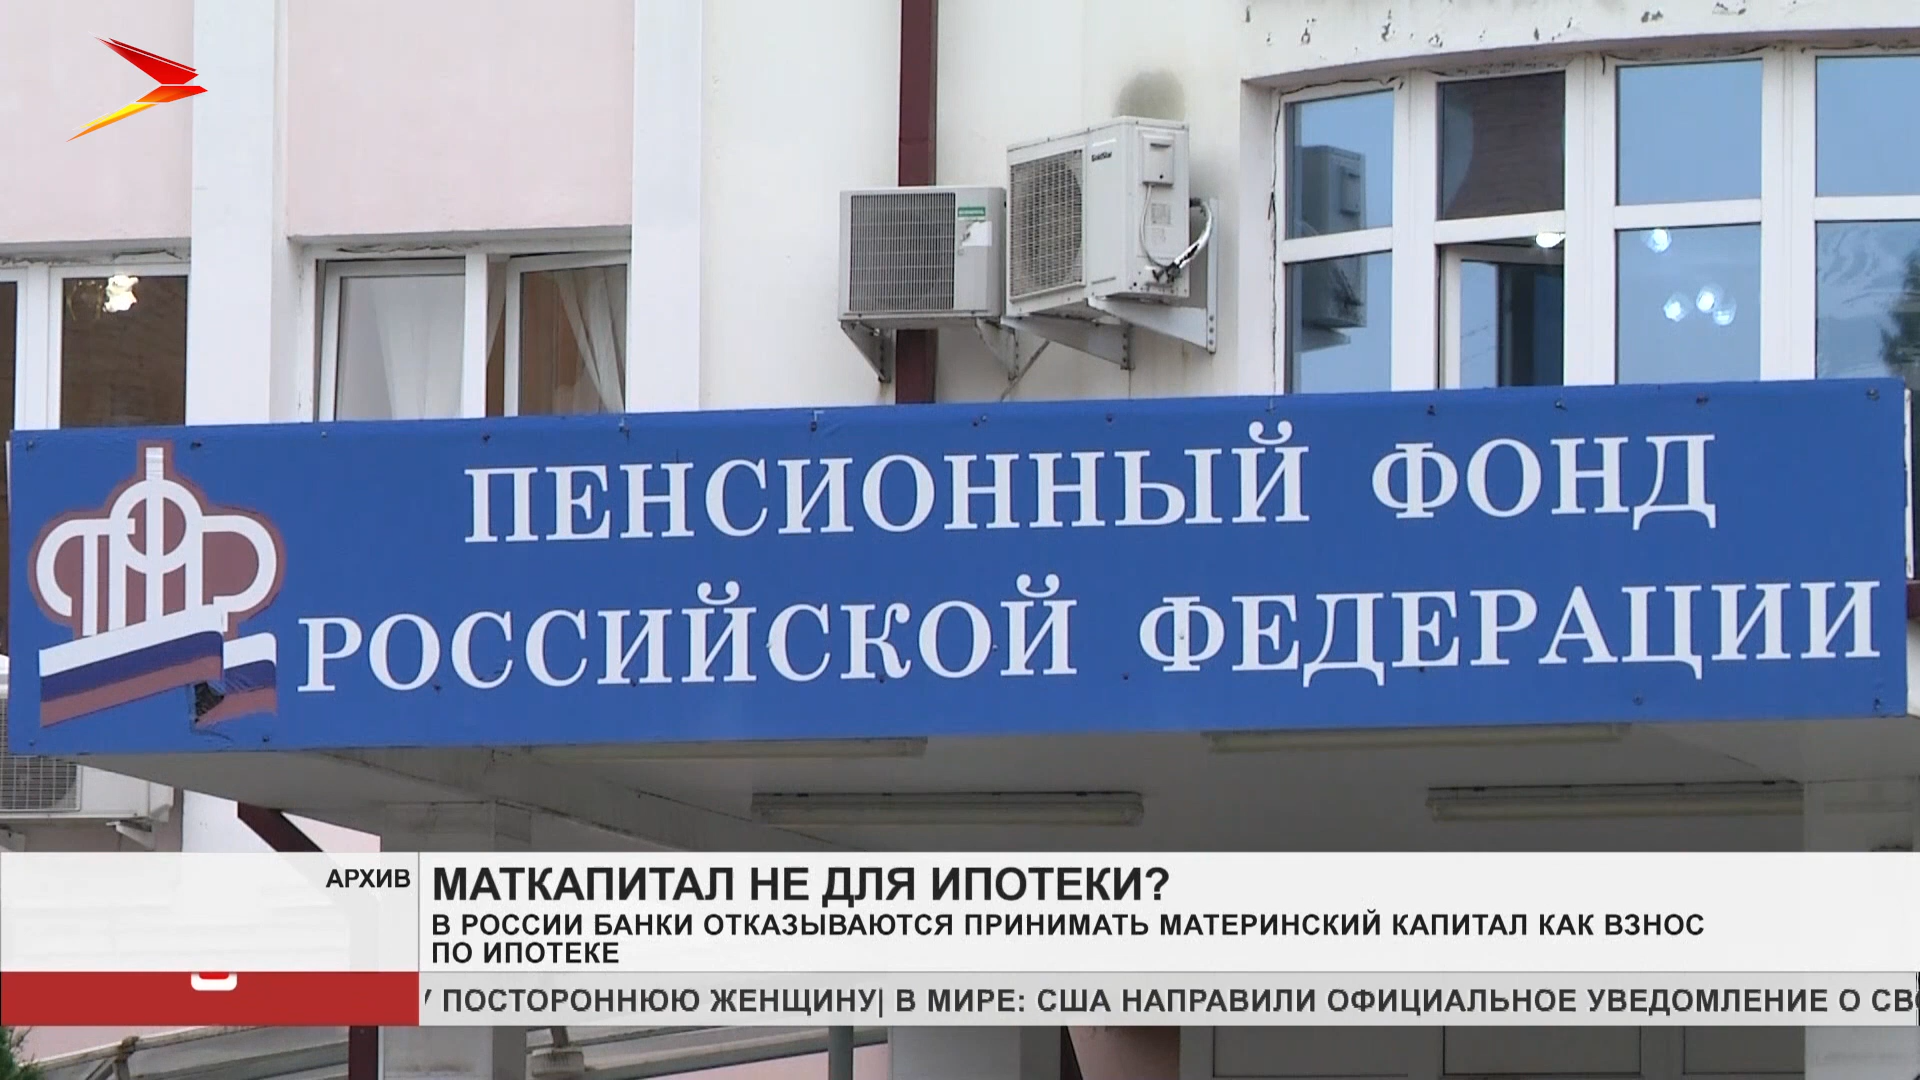 GoldStar
ПЕНСИОННЫЙ ФОНД
РОССИЙСКОЙ ФЕДЕРАЦИИ
АРХИВ
МАТКАПИТАЛ НЕ ДЛЯ ИПОТЕКИ?
В РОССИИ БАНКИ ОТКАЗЫВАЮТСЯ ПРИНИМАТЬ МАТЕРИНСКИЙ КАПИТАЛ КАК ВЗНОС
ПО ИПОТЕКЕ
ПОСТОРОННЮЮ ЖЕНЩИНУ| В МИРЕ: США НАПРАВИЛИ ОФИЦИАЛЬНОЕ УВЕДОМЛЕНИЕ О